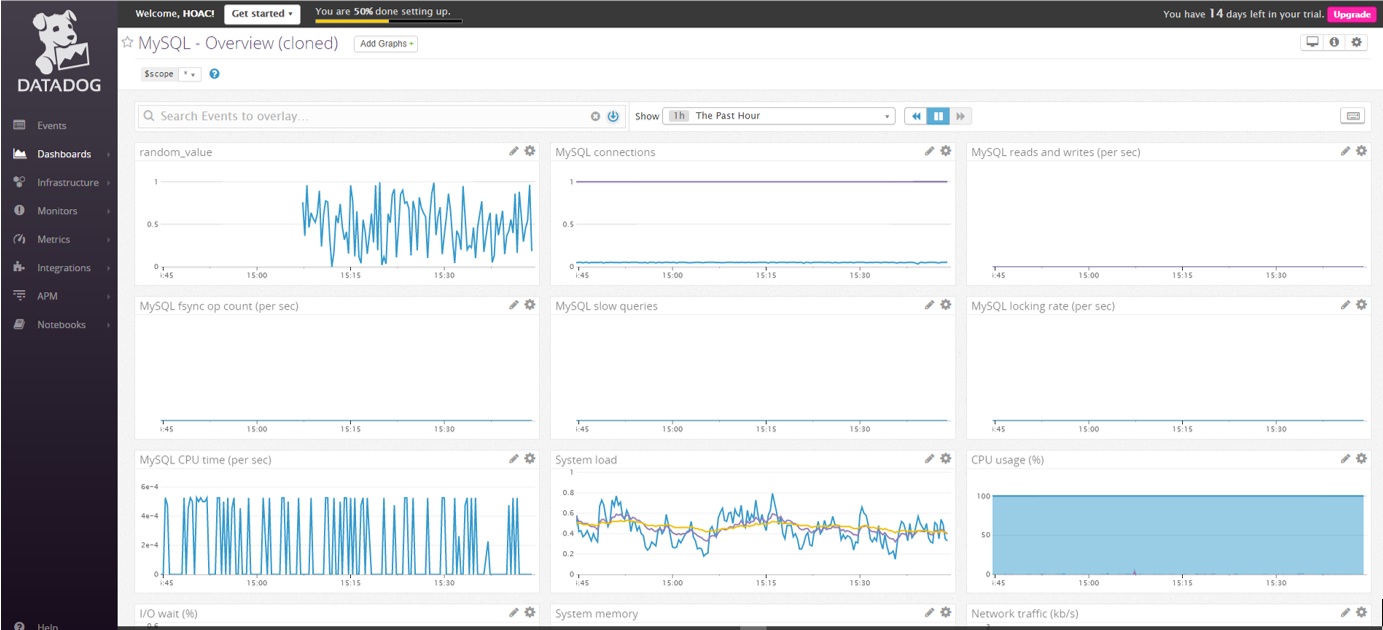 Welcome, HOAC! Get started You are 50% done setting up. You have 14 days left in your trial. Upgrade
DATADOG
MySQL - Overview (cloned) Add Graphs +
$scope * ?
Search Events to overlay... Show 1h The Past Hour
Events
Dashboards
Infrastructure
Monitors
Metrics
Integrations
APM
Notebooks
Help
random_value
1
0.5
0
:45 15:00 15:15 15:30
MySQL connections
1
0.5
0
:45 15:00 15:15 15:30
MySQL reads and writes (per sec)
:45 15:00 15:15 15:30
MySQL fsync op count (per sec)
:45 15:00 15:15 15:30
MySQL slow queries
:45 15:00 15:15 15:30
MySQL locking rate (per sec)
:45 15:00 15:15 15:30
MySQL CPU time (per sec)
6e-4
4e-4
2e-4
0
:45 15:00 15:15 15:30
System load
1
0.8
0.6
0.4
0.2
0
:45 15:00 15:15 15:30
CPU usage (%)
100
50
0
:45 15:00 15:15 15:30
I/O wait (%)
0.6
System memory
Network traffic (kb/s)